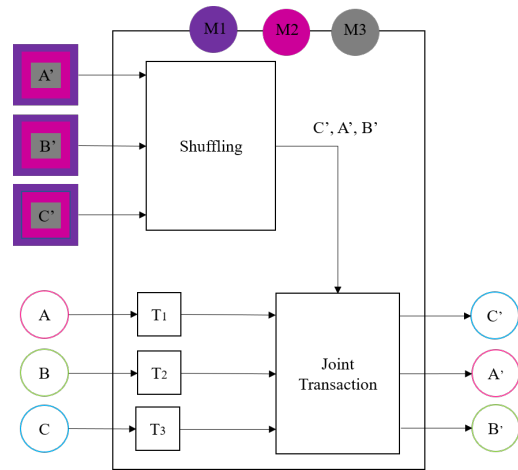 M1 M2 M3
A’
B’
C’
Shuffling
C’, A’, B’
A
B
C
T1
T2
T3
Joint
Transaction
C’
A’
B’